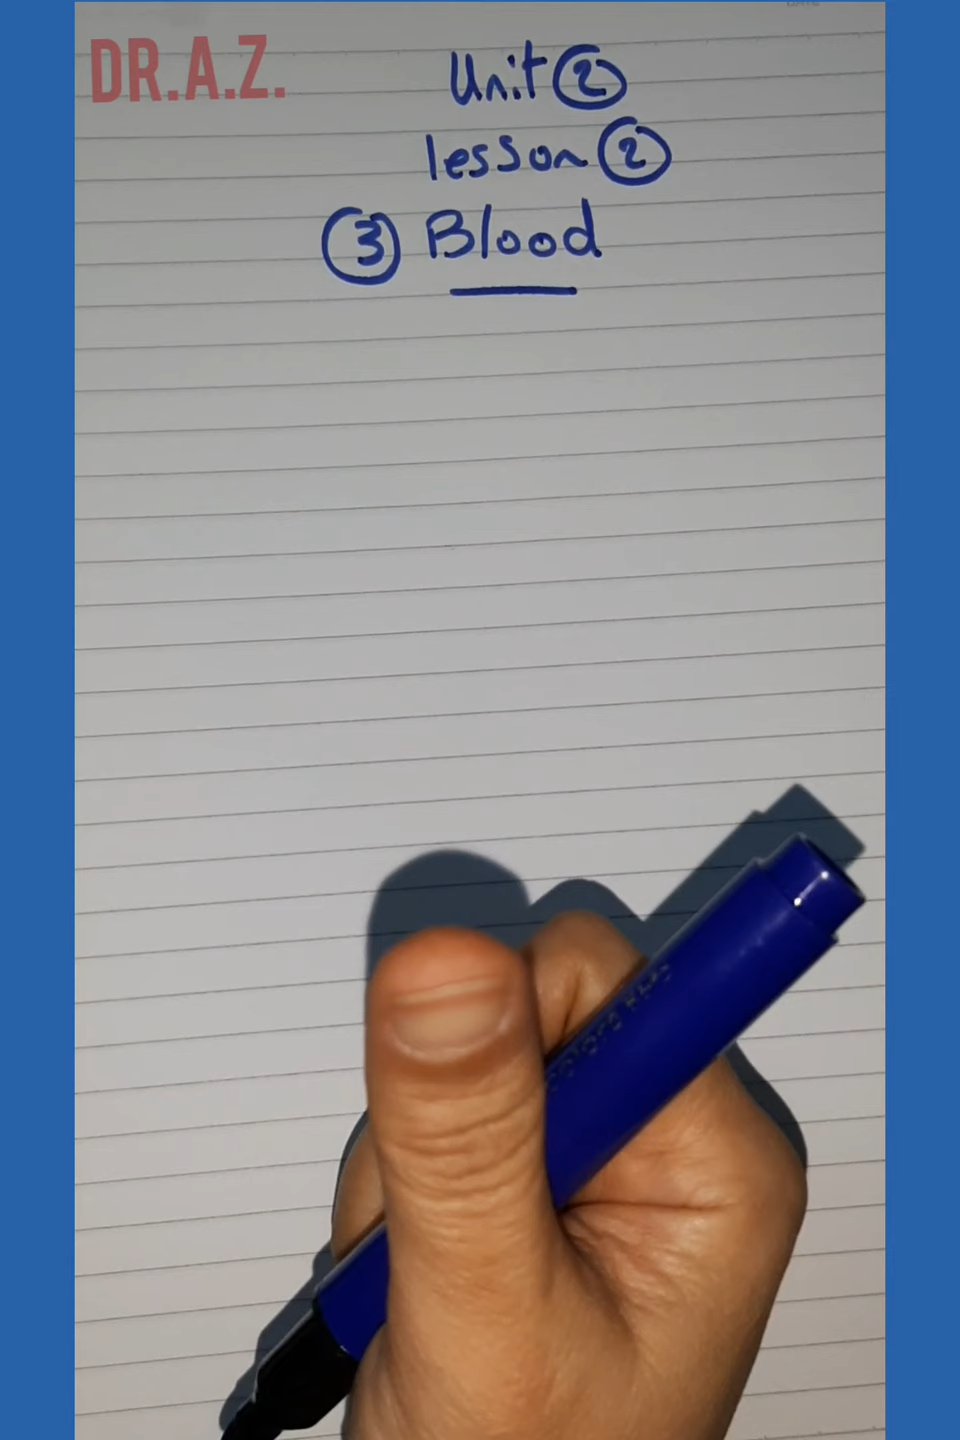 DR.A.Z.
Unit ②
lesson ②
③ Blood